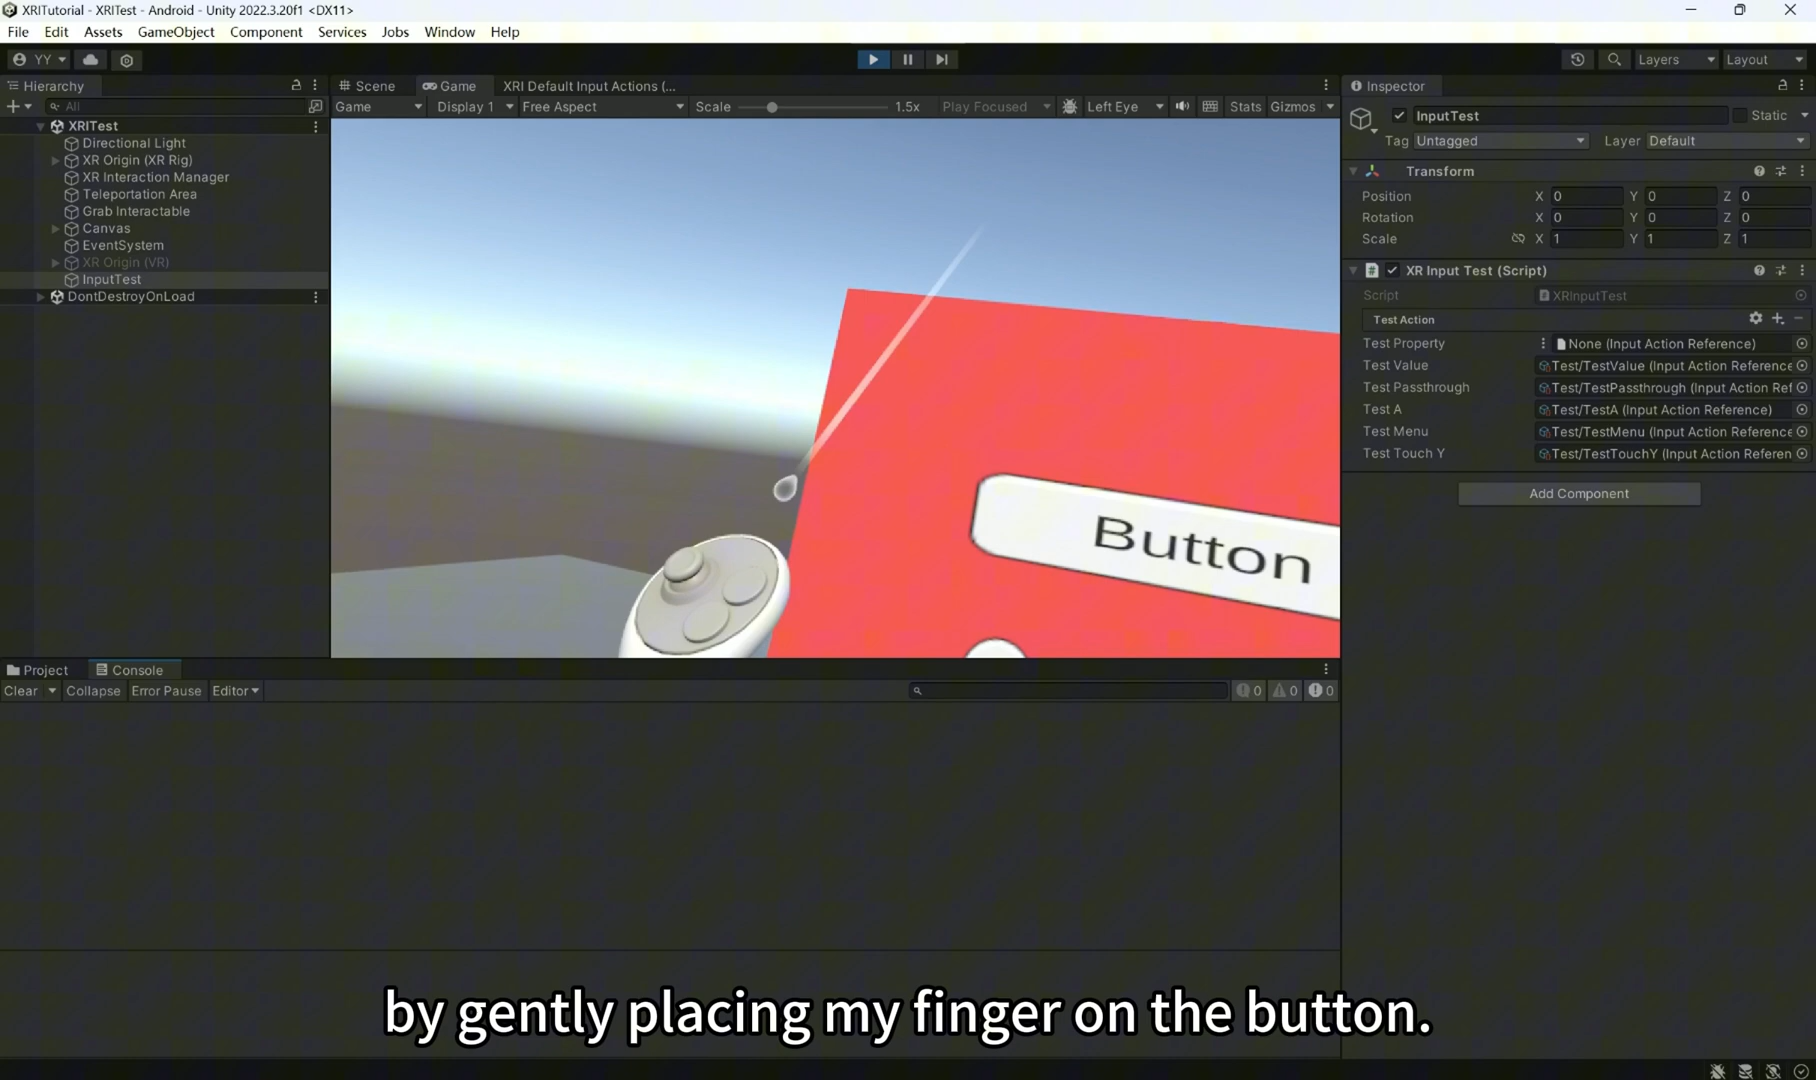 XRITutorial - XRITest - Android - Unity 2022.3.20f1 <DX11>
File Edit Assets GameObject Component Services Jobs Window Help
YY Layers Layout
Hierarchy
All
XRITest
Directional Light
XR Origin (XR Rig)
XR Interaction Manager
Teleportation Area
Grab Interactable
Canvas
EventSystem
XR Origin (VR)
InputTest
DontDestroyOnLoad
Scene Game XRI Default Input Actions (...
Game Display 1 Free Aspect Scale 1.5x Play Focused Left Eye Stats Gizmos
Button
Inspector
InputTest Static
Tag Untagged Layer Default
Transform
Position X 0 Y 0 Z 0
Rotation X 0 Y 0 Z 0
Scale X 1 Y 1 Z 1
XR Input Test (Script)
Script XRInputTest
Test Action
Test Property None (Input Action Reference)
Test Value Test/TestValue (Input Action Reference
Test Passthrough Test/TestPassthrough (Input Action Ref
Test A Test/TestA (Input Action Reference)
Test Menu Test/TestMenu (Input Action Reference
Test Touch Y Test/TestTouchY (Input Action Referen
Add Component
Project Console
Clear Collapse Error Pause Editor 0 0 0
by gently placing my finger on the button.